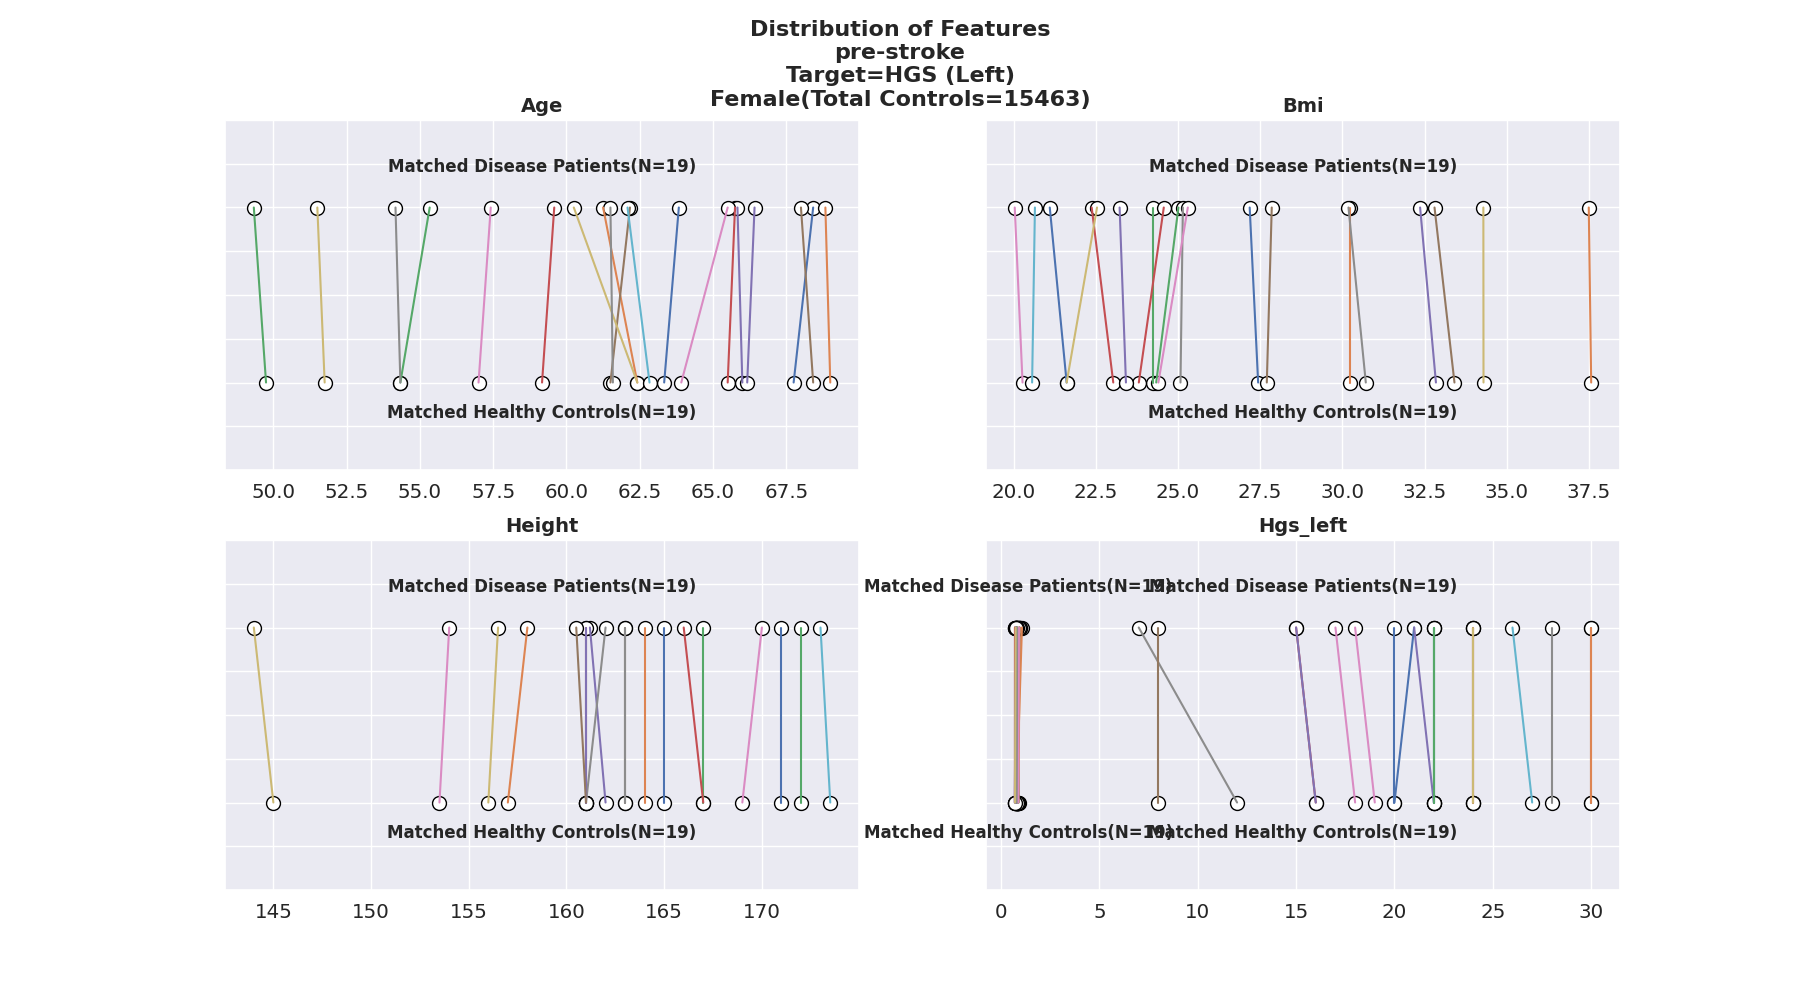 Distribution of Features
pre-stroke
Target=HGS (Left)
Female(Total Controls=15463)
Age
Matched Disease Patients(N=19)
Matched Healthy Controls(N=19)
50.0 52.5 55.0 57.5 60.0 62.5 65.0 67.5
Bmi
Matched Disease Patients(N=19)
Matched Healthy Controls(N=19)
20.0 22.5 25.0 27.5 30.0 32.5 35.0 37.5
Height
Matched Disease Patients(N=19)
Matched Healthy Controls(N=19)
145 150 155 160 165 170
Hgs_left
Matched Disease Patients(N=19) Matched Disease Patients(N=19)
Matched Healthy Controls(N=19) Matched Healthy Controls(N=19)
0 5 10 15 20 25 30